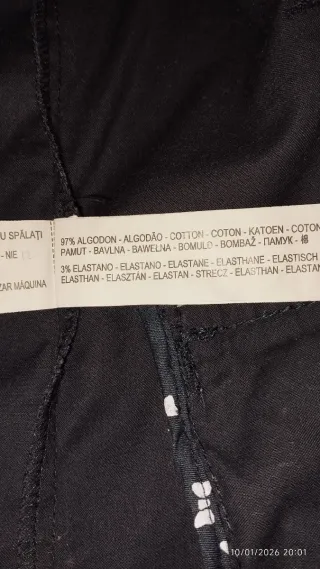 U SPĂLAȚI
- NIE
ZAR MÁQUINA
97% ALGODON - ALGODÃO - COTTON - COTON - KATOEN - COTON
PAMUT - BAVLNA - BAWEŁNA - BOMULD - BOMBAŽ - ПАМУК - 棉
3% ELASTANO - ELASTANO - ELASTANE - ELASTHANE - ELASTISCH
ELASTHAN - ELASZTÁN - ELASTAN - STRECZ - ELASTHAN - ELASTAN
10/01/2026 20:01